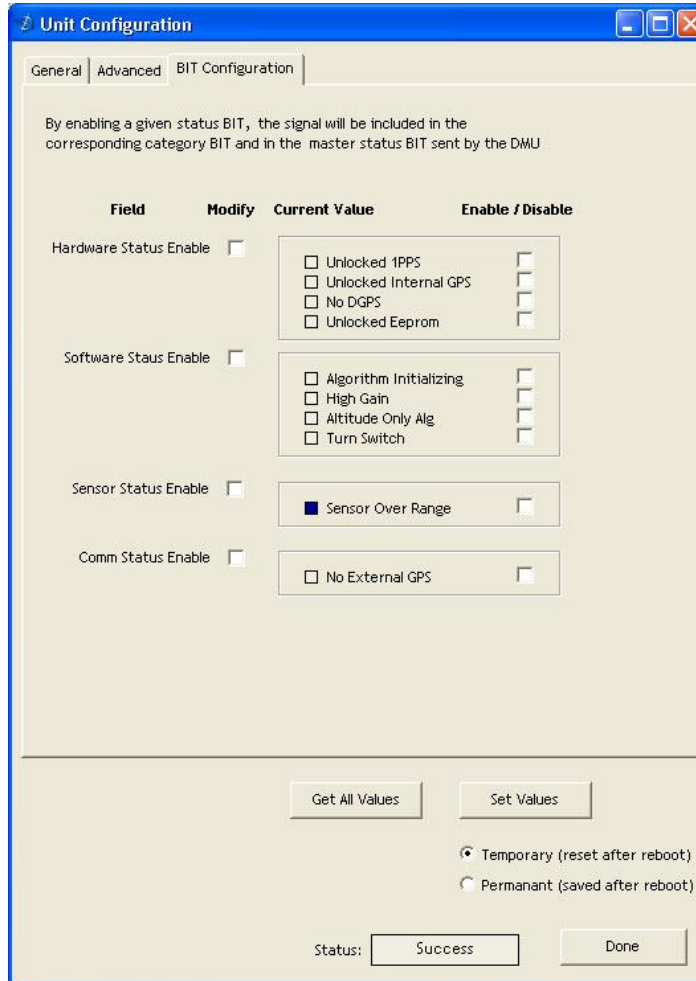 Unit Configuration
General Advanced BIT Configuration
By enabling a given status BIT, the signal will be included in the
corresponding category BIT and in the master status BIT sent by the DMU
Field Modify Current Value Enable / Disable
Hardware Status Enable
Unlocked 1PPS
Unlocked Internal GPS
No DGPS
Unlocked Eeprom
Software Staus Enable
Algorithm Initializing
High Gain
Altitude Only Alg
Turn Switch
Sensor Status Enable
Sensor Over Range
Comm Status Enable
No External GPS
Get All Values Set Values
Temporary (reset after reboot)
Permanant (saved after reboot)
Status: Success Done